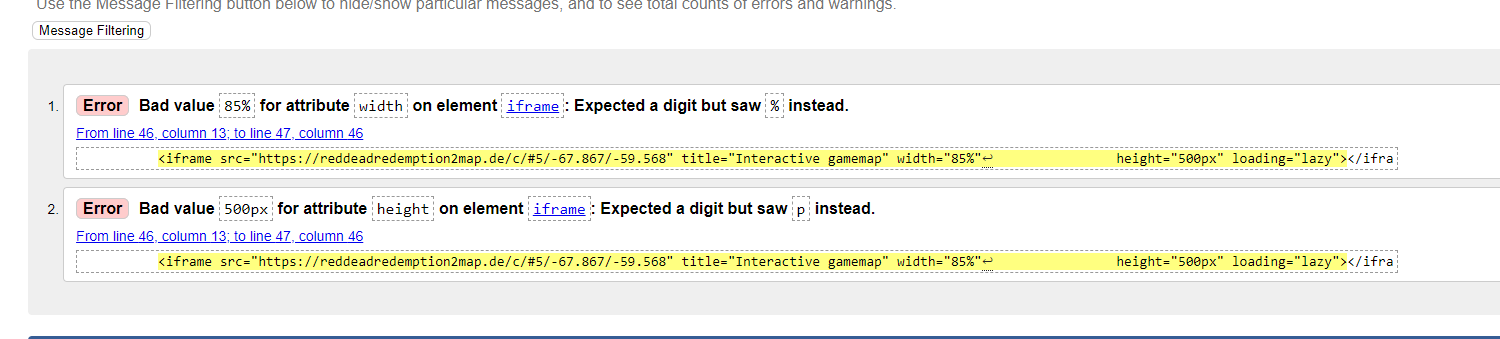 Use the Message Filtering button below to hide/show particular messages, and to see total counts of errors and warnings.
Message Filtering
1. Error Bad value 85% for attribute width on element iframe: Expected a digit but saw % instead.
From line 46, column 13; to line 47, column 46
<iframe src="https://reddeadredemption2map.de/c/#5/-67.867/-59.568" title="Interactive gamemap" width="85%"↩ height="500px" loading="lazy"></ifra
2. Error Bad value 500px for attribute height on element iframe: Expected a digit but saw p instead.
From line 46, column 13; to line 47, column 46
<iframe src="https://reddeadredemption2map.de/c/#5/-67.867/-59.568" title="Interactive gamemap" width="85%"↩ height="500px" loading="lazy"></ifra